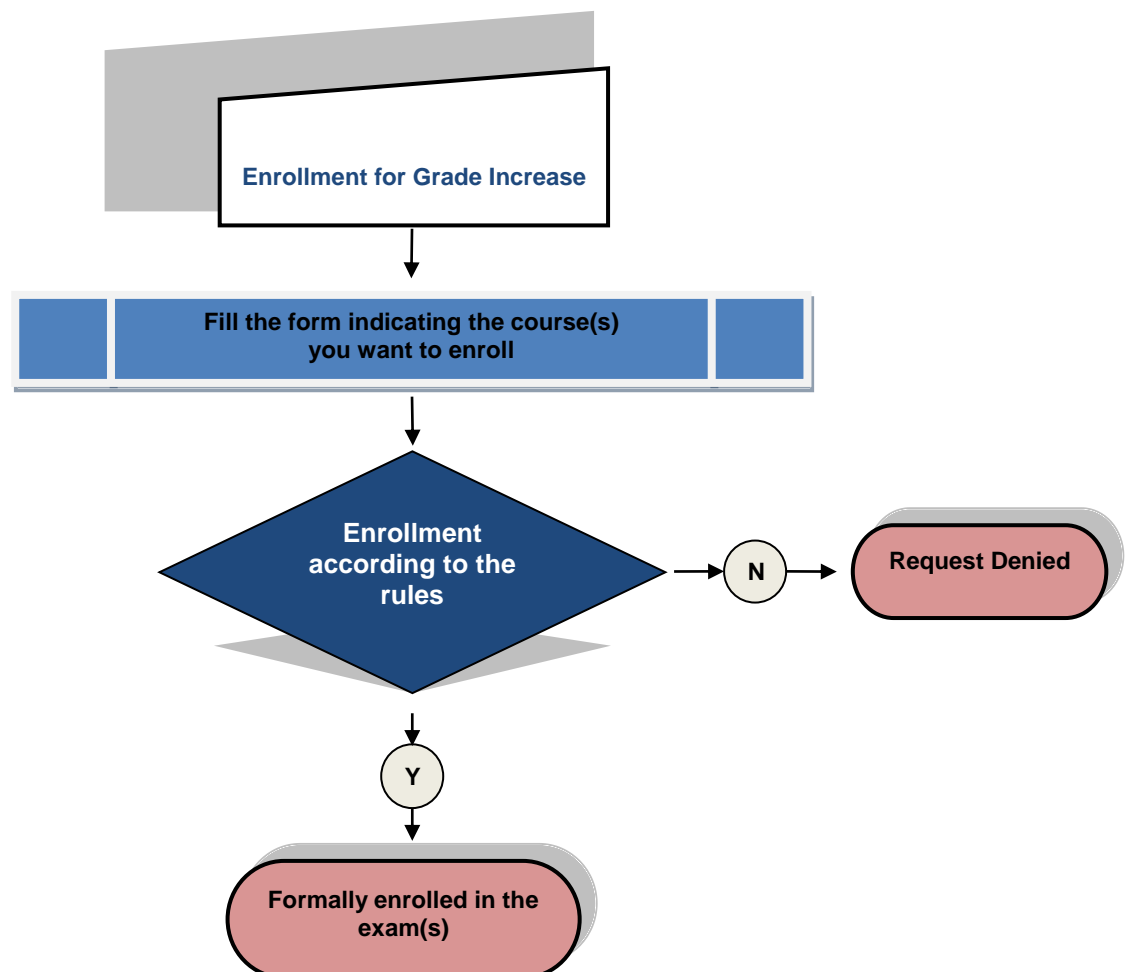 Enrollment for Grade Increase
Fill the form indicating the course(s)
you want to enroll
Enrollment
according to the
rules
N
Request Denied
Y
Formally enrolled in the
exam(s)